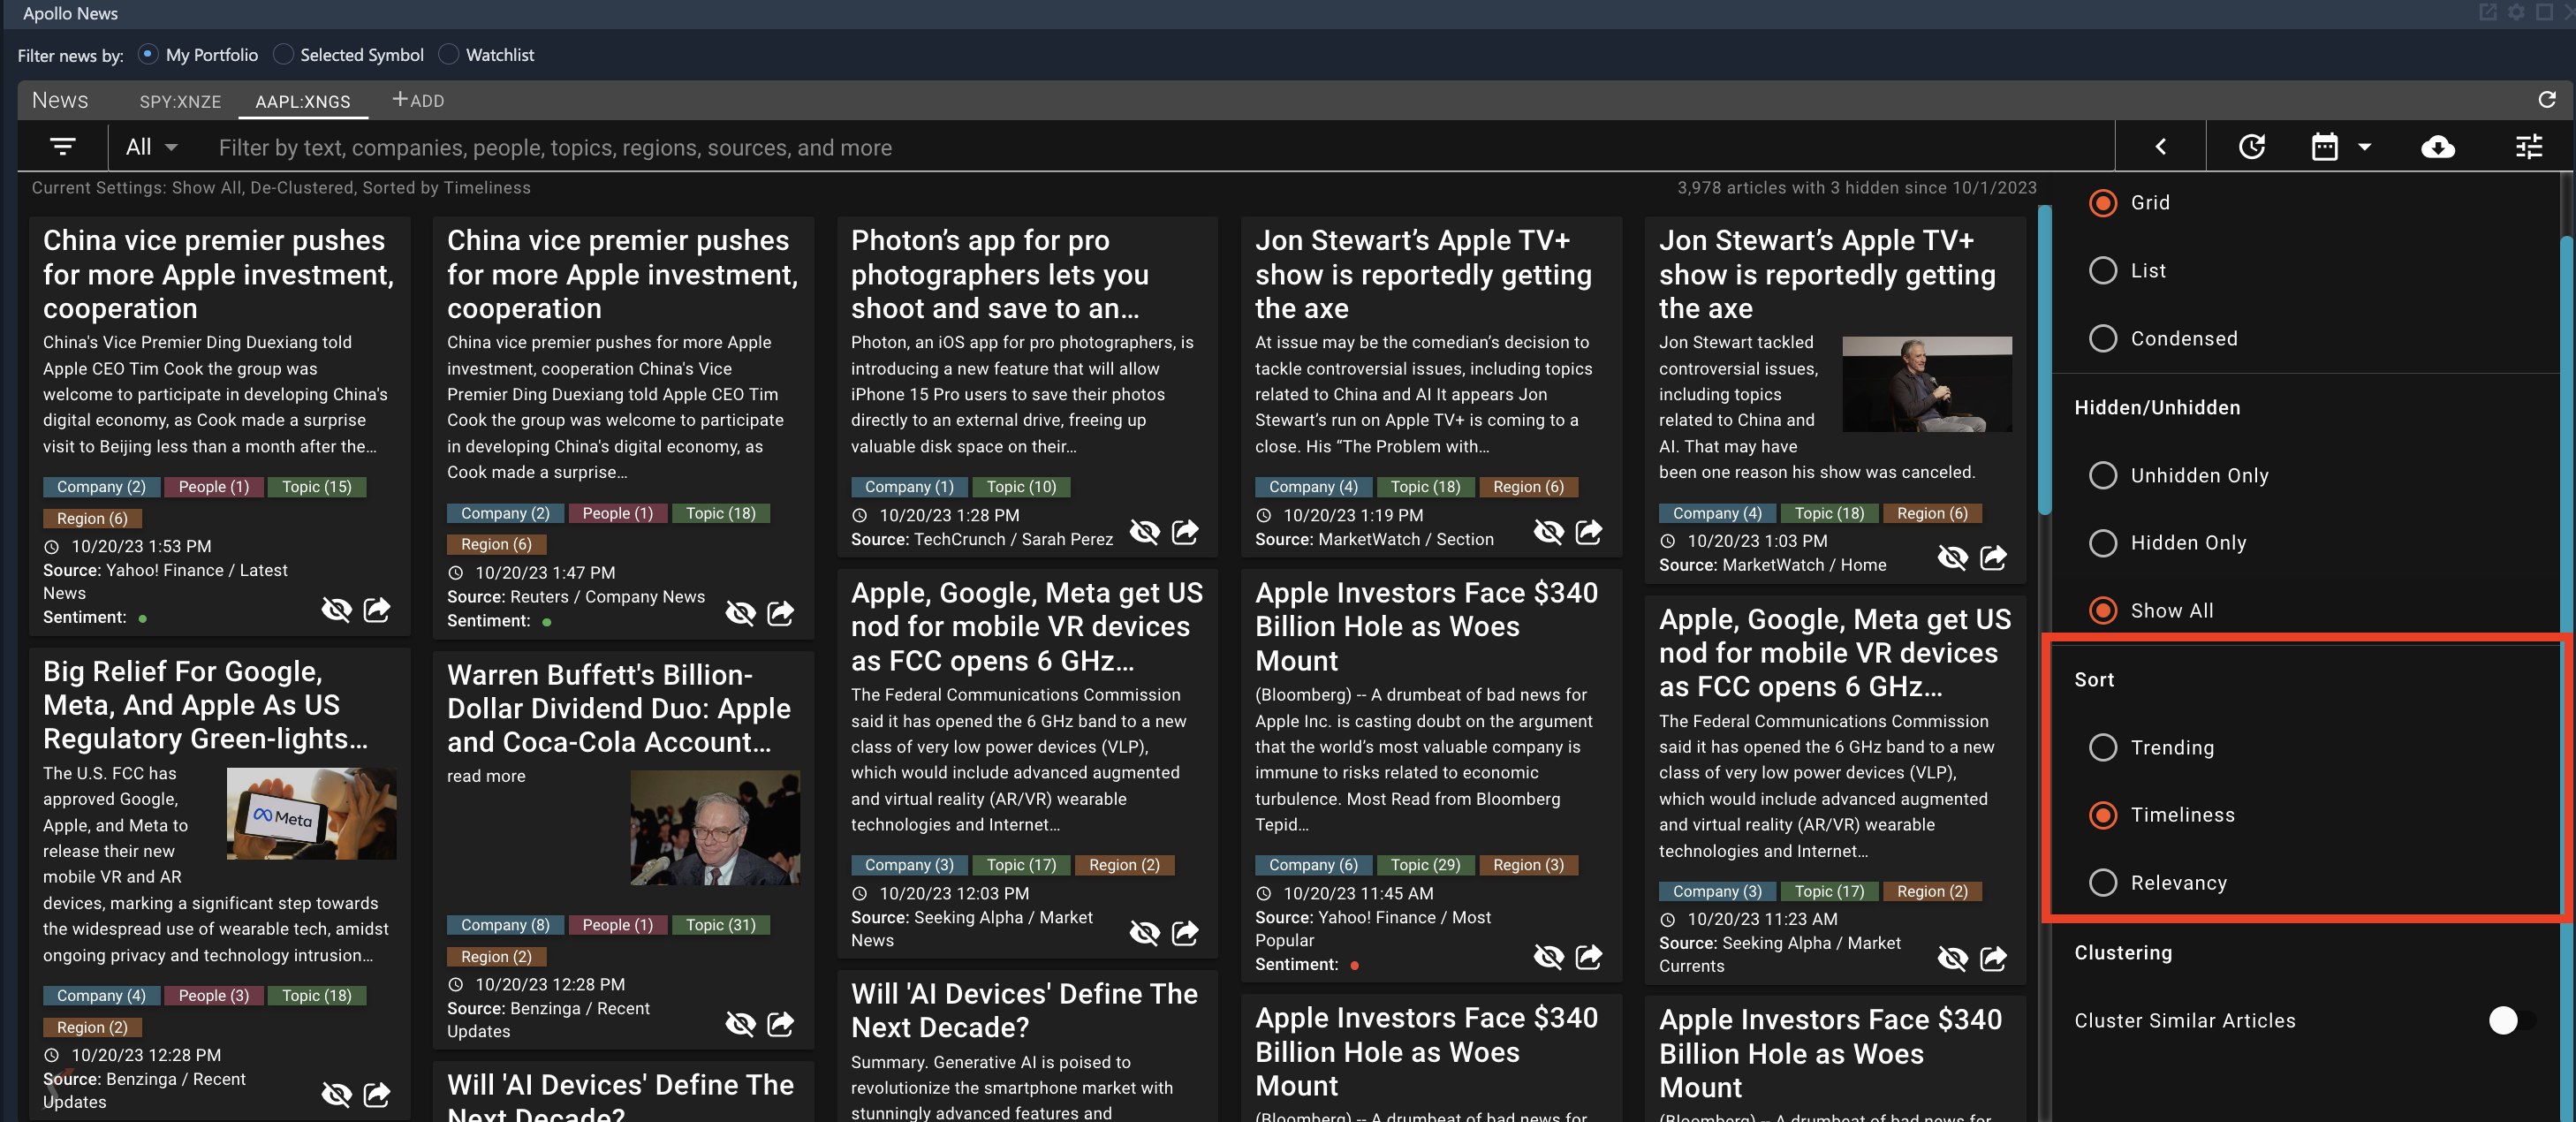 Apollo News
Filter news by: My Portfolio Selected Symbol Watchlist
News SPY:XNZE AAPL:XNGS +ADD
All Filter by text, companies, people, topics, regions, sources, and more
Current Settings: Show All, De-Clustered, Sorted by Timeliness
3,978 articles with 3 hidden since 10/1/2023
China vice premier pushes
for more Apple investment,
cooperation
China's Vice Premier Ding Duexiang told
Apple CEO Tim Cook the group was
welcome to participate in developing China's
digital economy, as Cook made a surprise
visit to Beijing less than a month after the…
Company (2) People (1) Topic (15)
Region (6)
10/20/23 1:53 PM
Source: Yahoo! Finance / Latest
News
Sentiment:
Big Relief For Google,
Meta, And Apple As US
Regulatory Green-lights…
The U.S. FCC has
approved Google,
Apple, and Meta to
release their new
mobile VR and AR
devices, marking a significant step towards
the widespread use of wearable tech, amidst
ongoing privacy and technology intrusion…
Meta
Company (4) People (3) Topic (18)
Region (2)
10/20/23 12:28 PM
Source: Benzinga / Recent
Updates
China vice premier pushes
for more Apple investment,
cooperation
China vice premier pushes for more Apple
investment, cooperation China's Vice
Premier Ding Duexiang told Apple CEO Tim
Cook the group was welcome to participate
in developing China's digital economy, as
Cook made a surprise…
Company (2) People (1) Topic (18)
Region (6)
10/20/23 1:47 PM
Source: Reuters / Company News
Sentiment:
Warren Buffett's Billion-
Dollar Dividend Duo: Apple
and Coca-Cola Account…
read more
Company (8) People (1) Topic (31)
Region (2)
10/20/23 12:28 PM
Source: Benzinga / Recent
Updates
Will 'AI Devices' Define The
Next Decade?
Photon’s app for pro
photographers lets you
shoot and save to an…
Photon, an iOS app for pro photographers, is
introducing a new feature that will allow
iPhone 15 Pro users to save their photos
directly to an external drive, freeing up
valuable disk space on their…
Company (1) Topic (10)
10/20/23 1:28 PM
Source: TechCrunch / Sarah Perez
Apple, Google, Meta get US
nod for mobile VR devices
as FCC opens 6 GHz…
The Federal Communications Commission
said it has opened the 6 GHz band to a new
class of very low power devices (VLP),
which would include advanced augmented
and virtual reality (AR/VR) wearable
technologies and Internet…
Company (3) Topic (17) Region (2)
10/20/23 12:03 PM
Source: Seeking Alpha / Market
News
Will 'AI Devices' Define The
Next Decade?
Summary. Generative AI is poised to
revolutionize the smartphone market with
stunningly advanced features and
Jon Stewart’s Apple TV+
show is reportedly getting
the axe
At issue may be the comedian’s decision to
tackle controversial issues, including topics
related to China and AI It appears Jon
Stewart’s run on Apple TV+ is coming to a
close. His “The Problem with…
Company (4) Topic (18) Region (6)
10/20/23 1:19 PM
Source: MarketWatch / Section
Apple Investors Face $340
Billion Hole as Woes
Mount
(Bloomberg) -- A drumbeat of bad news for
Apple Inc. is casting doubt on the argument
that the world’s most valuable company is
immune to risks related to economic
turbulence. Most Read from Bloomberg
Tepid…
Company (6) Topic (29) Region (3)
10/20/23 11:45 AM
Source: Yahoo! Finance / Most
Popular
Sentiment:
Apple Investors Face $340
Billion Hole as Woes
Mount
(Bloomberg) -- A drumbeat of bad news for
Jon Stewart’s Apple TV+
show is reportedly getting
the axe
Jon Stewart tackled
controversial issues,
including topics
related to China and
AI. That may have
been one reason his show was canceled.
Company (4) Topic (18) Region (6)
10/20/23 1:03 PM
Source: MarketWatch / Home
Apple, Google, Meta get US
nod for mobile VR devices
as FCC opens 6 GHz…
The Federal Communications Commission
said it has opened the 6 GHz band to a new
class of very low power devices (VLP),
which would include advanced augmented
and virtual reality (AR/VR) wearable
technologies and Internet…
Company (3) Topic (17) Region (2)
10/20/23 11:23 AM
Source: Seeking Alpha / Market
Currents
Apple Investors Face $340
Billion Hole as Woes
Mount
(Bloomberg) -- A drumbeat of bad news for
Grid
List
Condensed
Hidden/Unhidden
Unhidden Only
Hidden Only
Show All
Sort
Trending
Timeliness
Relevancy
Clustering
Cluster Similar Articles